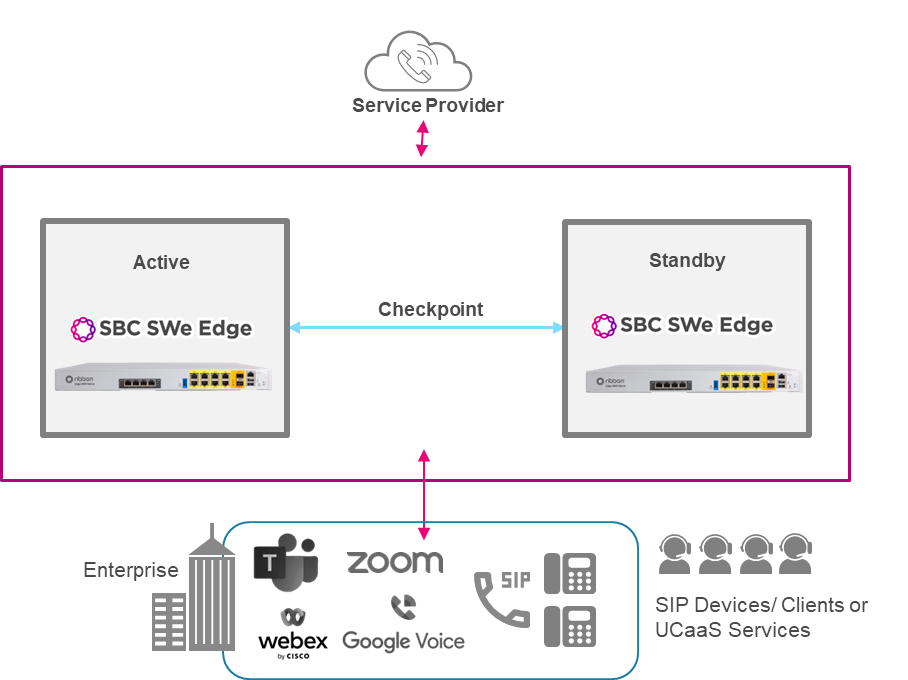 Service Provider
Active
Standby
Checkpoint
SBC SWe Edge
SBC SWe Edge
ribbon
ribbon
Enterprise
T
zoom
SIP
webex
by CISCO
Google Voice
SIP Devices/ Clients or
UCaaS Services